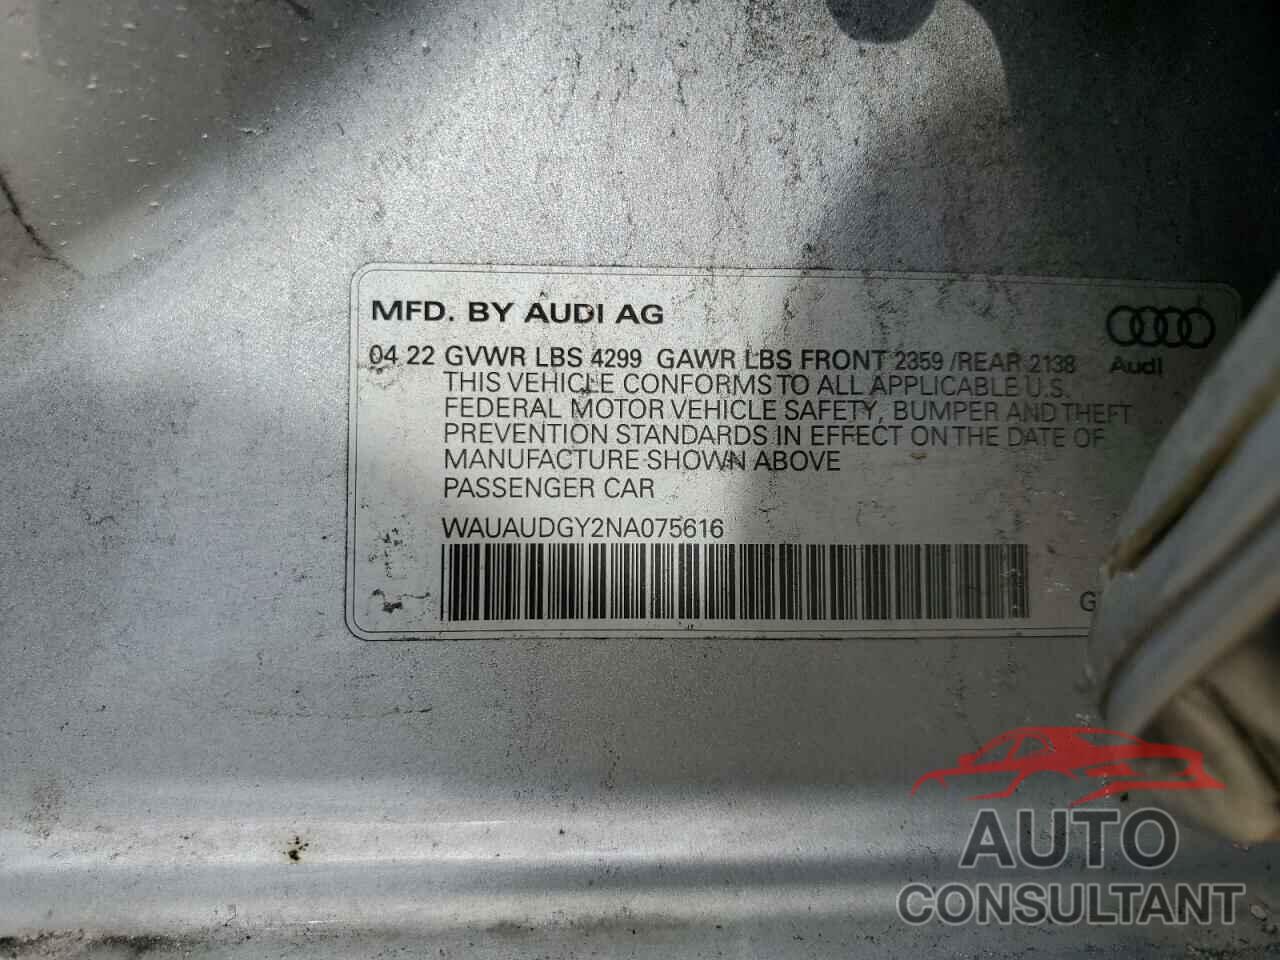 MFD. BY AUDI AG
Audi
04 22 GVWR LBS 4299 GAWR LBS FRONT 2359 /REAR 2138
THIS VEHICLE CONFORMS TO ALL APPLICABLE U.S.
FEDERAL MOTOR VEHICLE SAFETY, BUMPER AND THEFT
PREVENTION STANDARDS IN EFFECT ON THE DATE OF
MANUFACTURE SHOWN ABOVE
PASSENGER CAR
WAUAUDGY2NA075616
AUTO
CONSULTANT